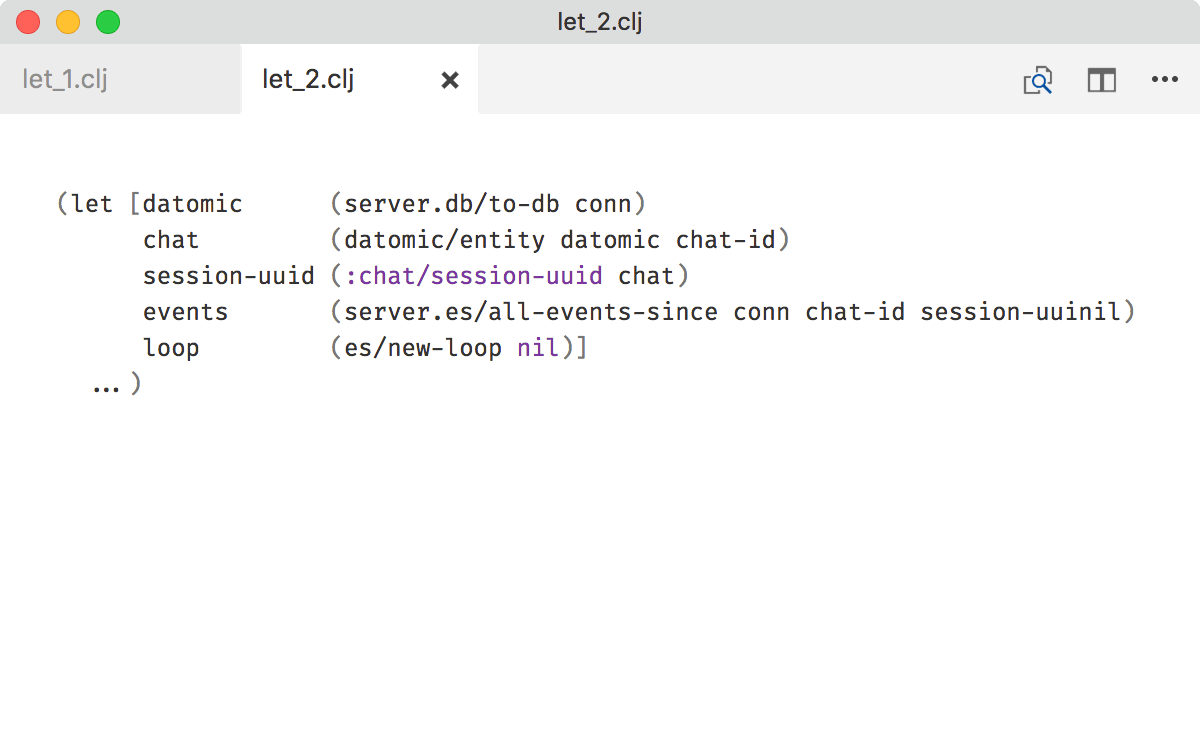 let_2.clj
let_1.clj let_2.clj
(let [datomic      (server.db/to-db conn)
      chat         (datomic/entity datomic chat-id)
      session-uuid (:chat/session-uuid chat)
      events       (server.es/all-events-since conn chat-id session-uuinil)
      loop         (es/new-loop nil)]
  ... )